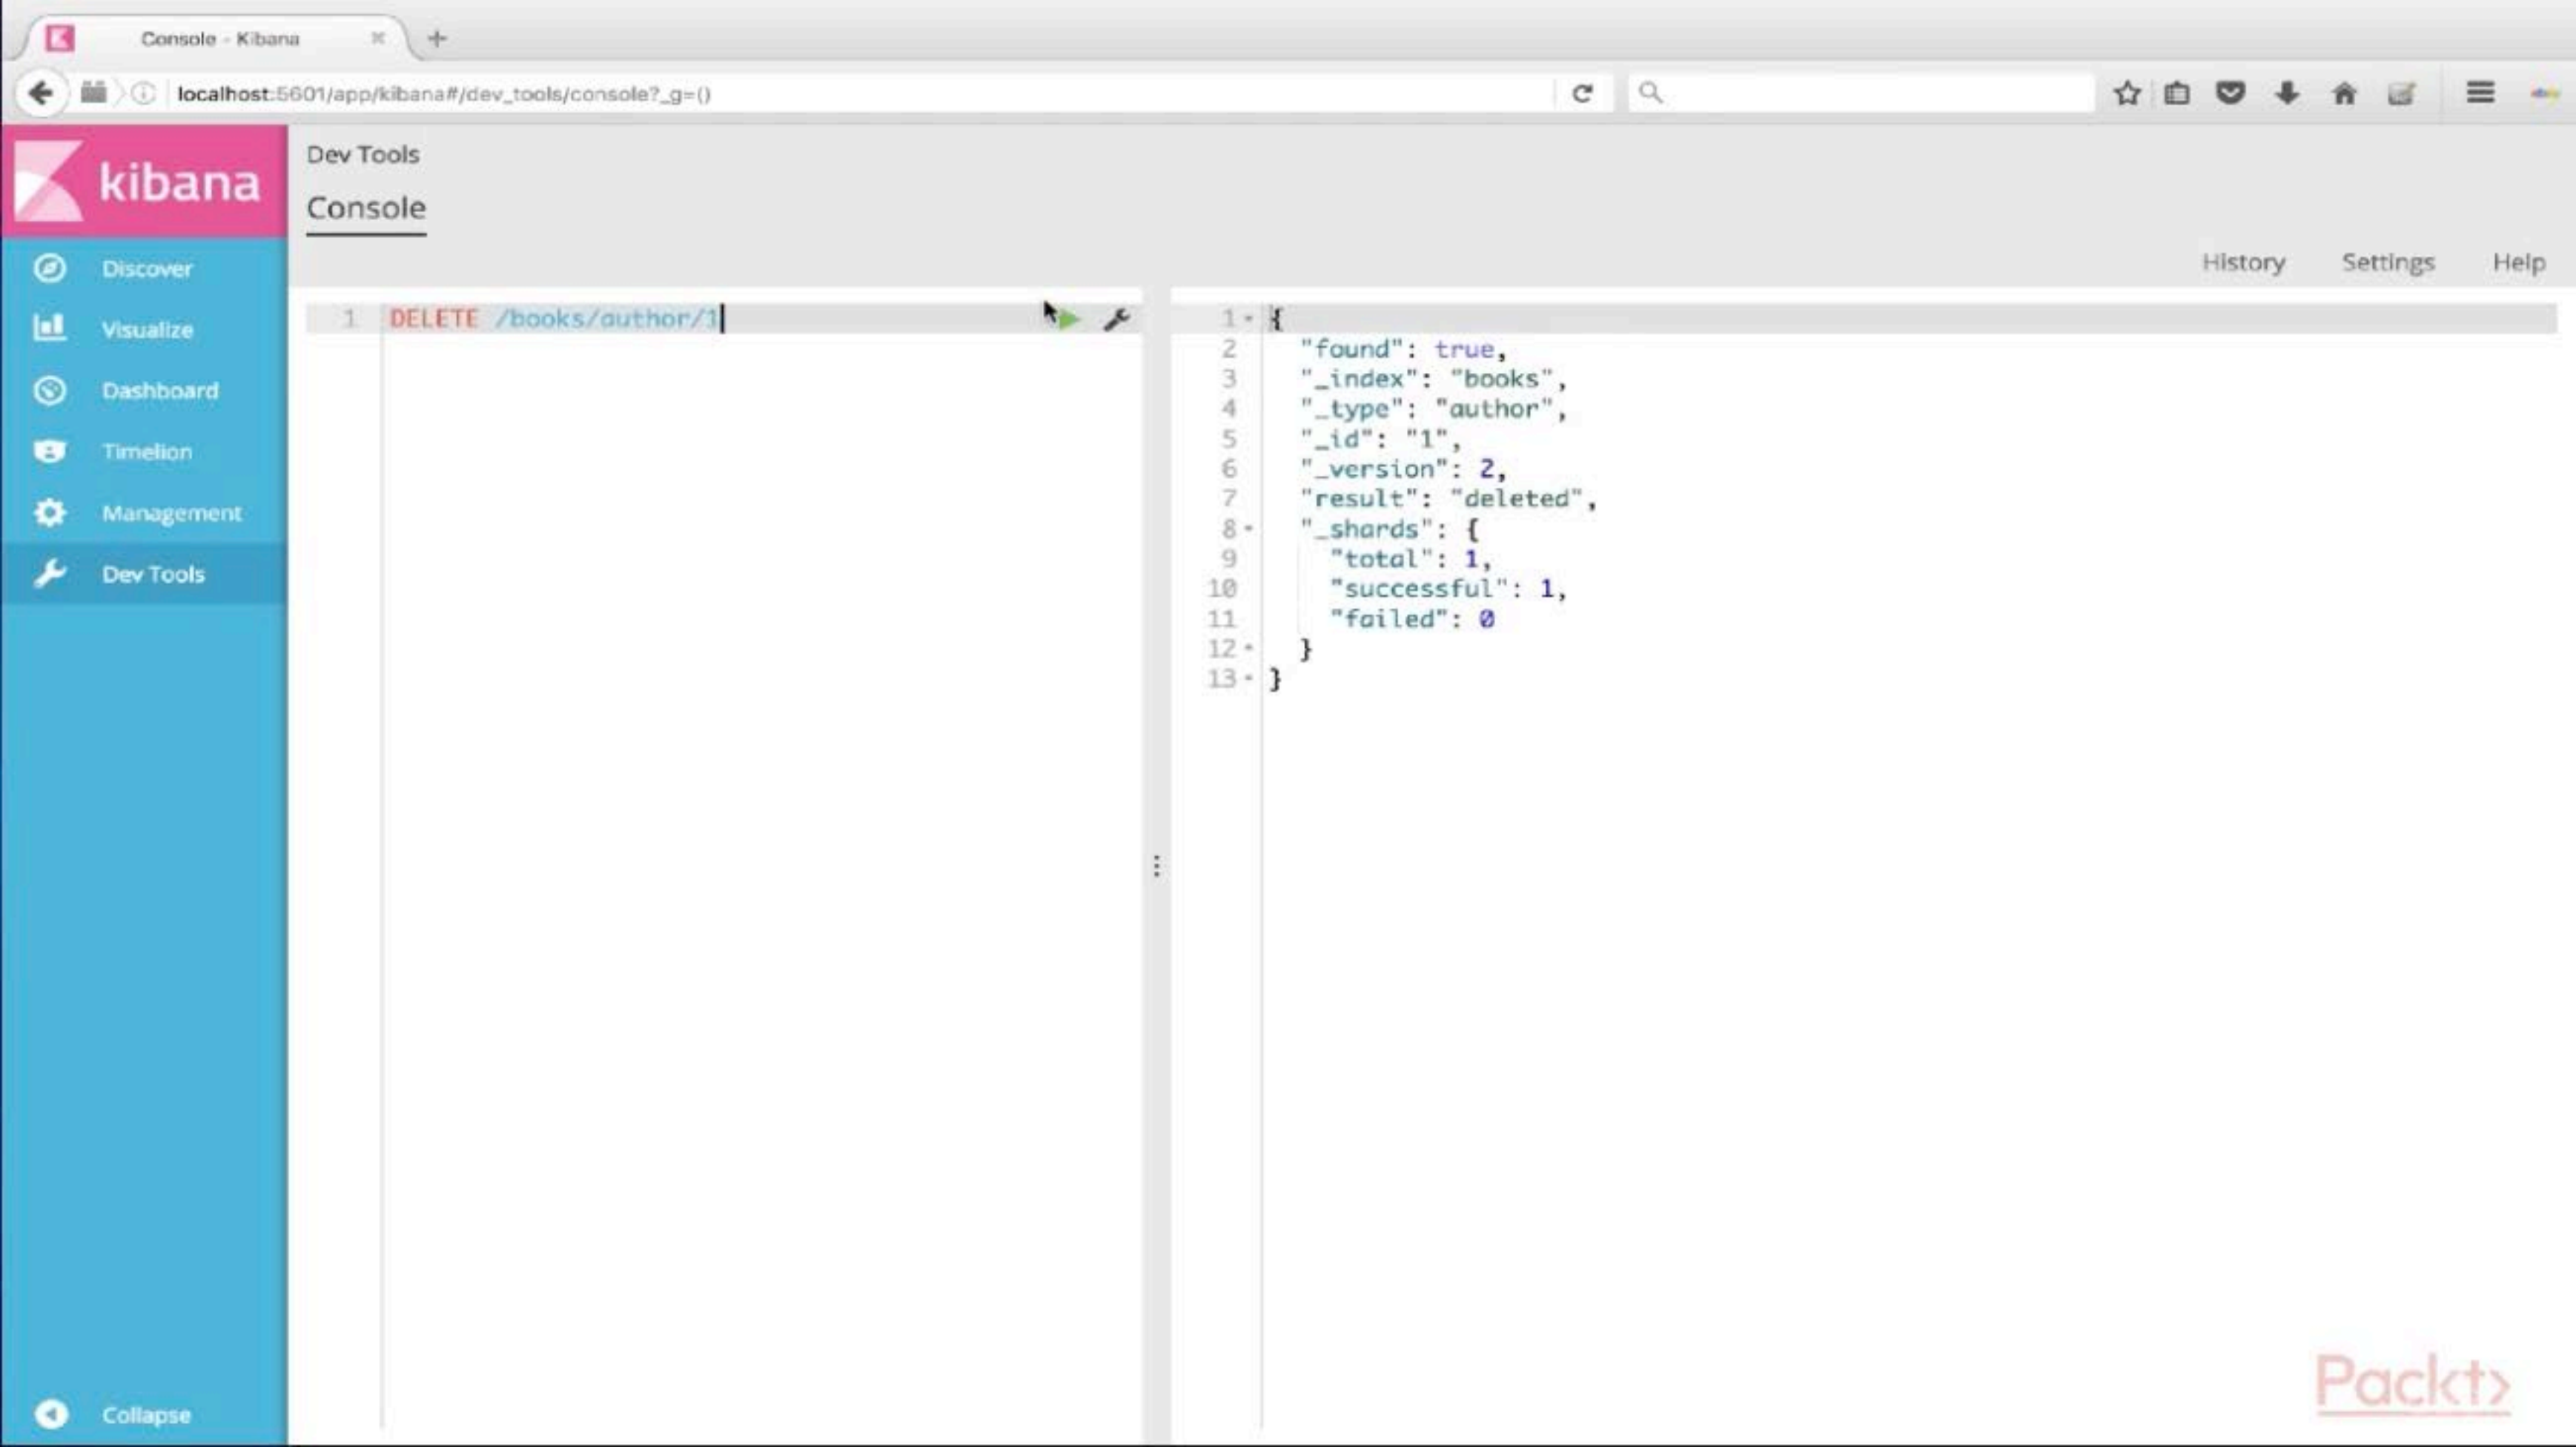 Console - Kibana
localhost:5601/app/kibana#/dev_tools/console?_g=()
kibana
Discover
Visualize
Dashboard
Timelion
Management
Dev Tools
Collapse
Dev Tools
Console
History Settings Help
1 DELETE /books/author/1
1 {
2 "found": true,
3 "_index": "books",
4 "_type": "author",
5 "_id": "1",
6 "_version": 2,
7 "result": "deleted",
8 "_shards": {
9 "total": 1,
10 "successful": 1,
11 "failed": 0
12 }
13 }
Packt>